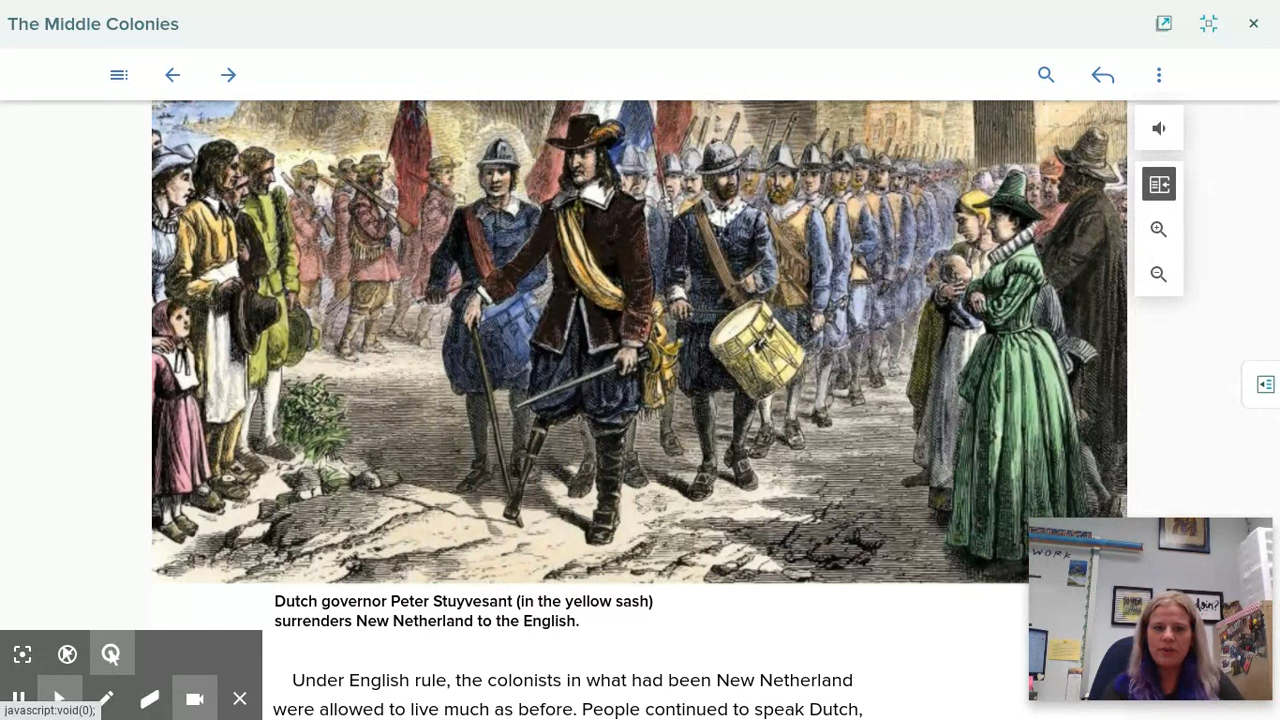 The Middle Colonies
Dutch governor Peter Stuyvesant (in the yellow sash)
surrenders New Netherland to the English.
Under English rule, the colonists in what had been New Netherland
were allowed to live much as before. People continued to speak Dutch,
javascript:void(0);
WORK